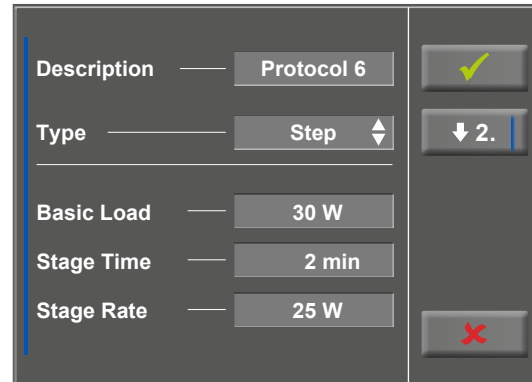 Description Protocol 6
Type Step
2.
Basic Load 30 W
Stage Time 2 min
Stage Rate 25 W